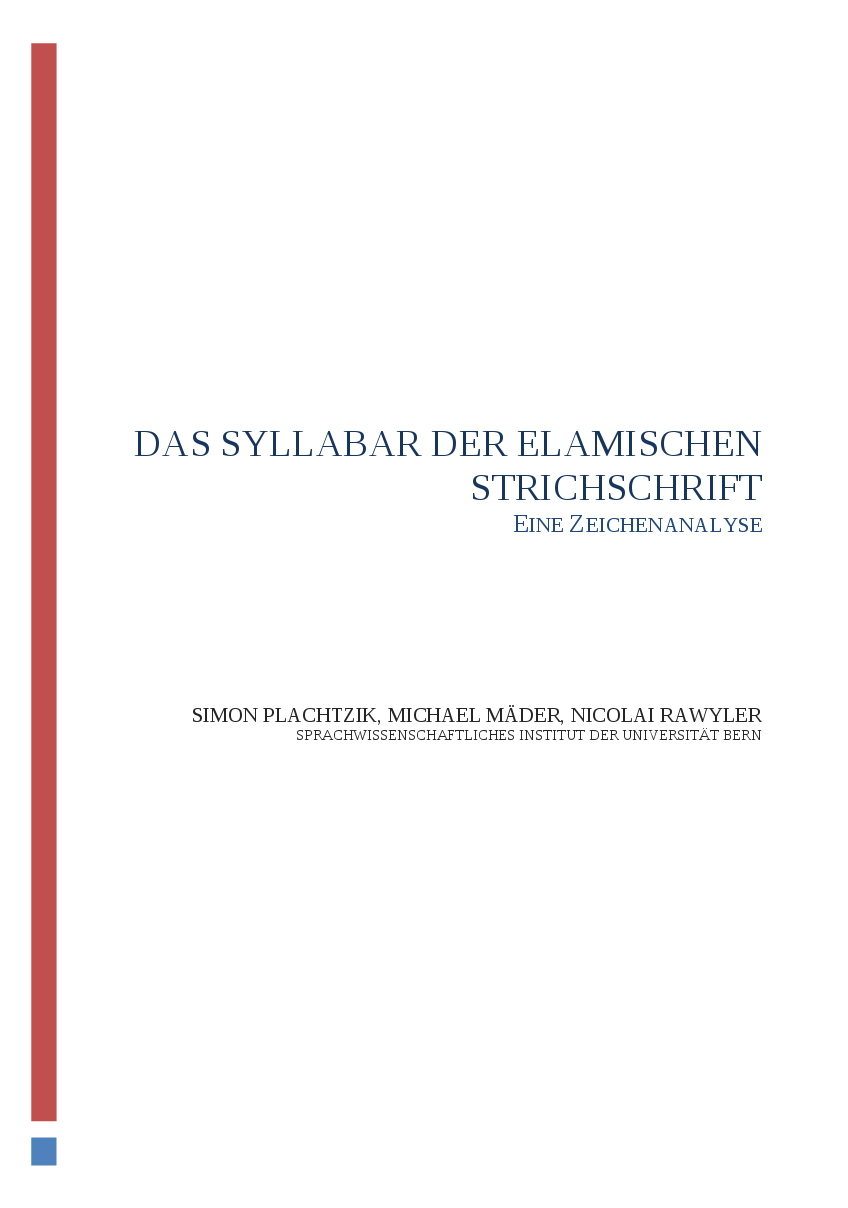 DAS SYLLABAR DER ELAMISCHEN
STRICHSCHRIFT
EINE ZEICHENANALYSE
SIMON PLACHTZIK, MICHAEL MÄDER, NICOLAI RAWYLER
SPRACHWISSENSCHAFTLICHES INSTITUT DER UNIVERSITÄT BERN